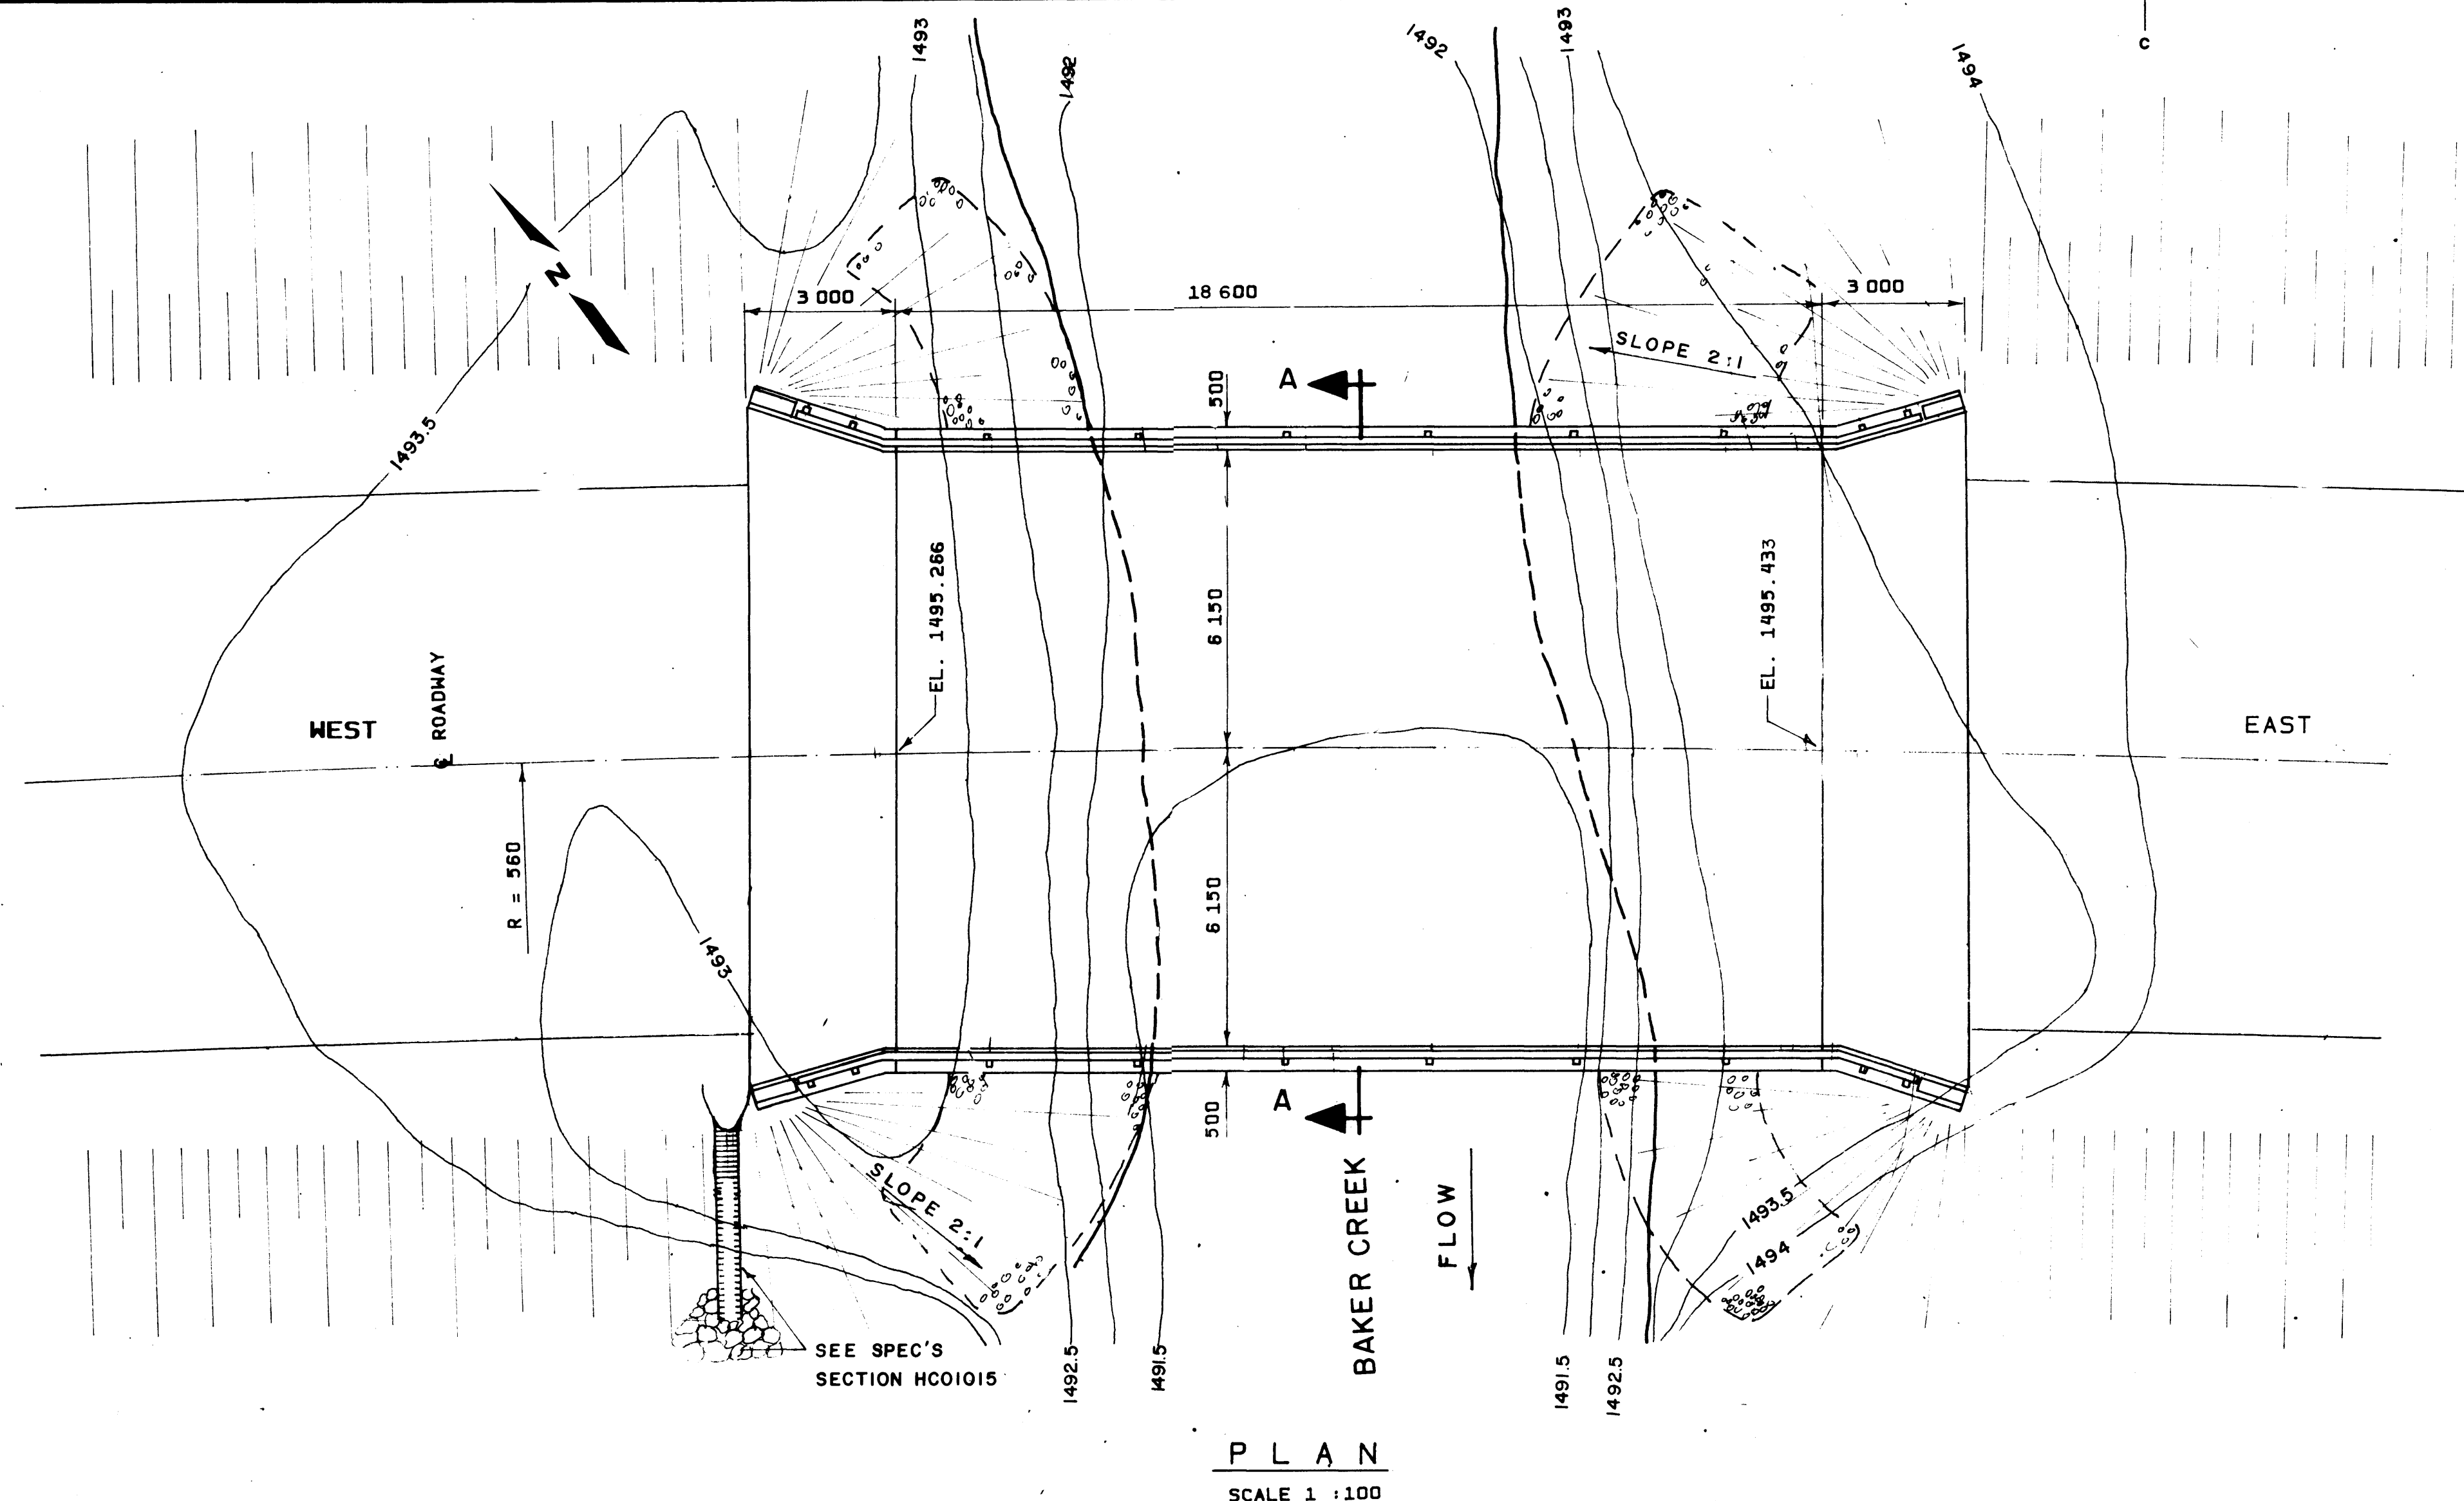 1493
1492
1492
1493
1494
C
N
3 000
18 600
3 000
SLOPE 2:1
A
500
1493.5
EL. 1495.266
6 150
EL. 1495.433
WEST
℄ ROADWAY
EAST
R = 560
6 150
1493
A
500
SLOPE 2:1
BAKER CREEK
FLOW
1493.5
1494
SEE SPEC'S
SECTION HC01015
1492.5
1491.5
1491.5
1492.5
PLAN
SCALE 1 :100